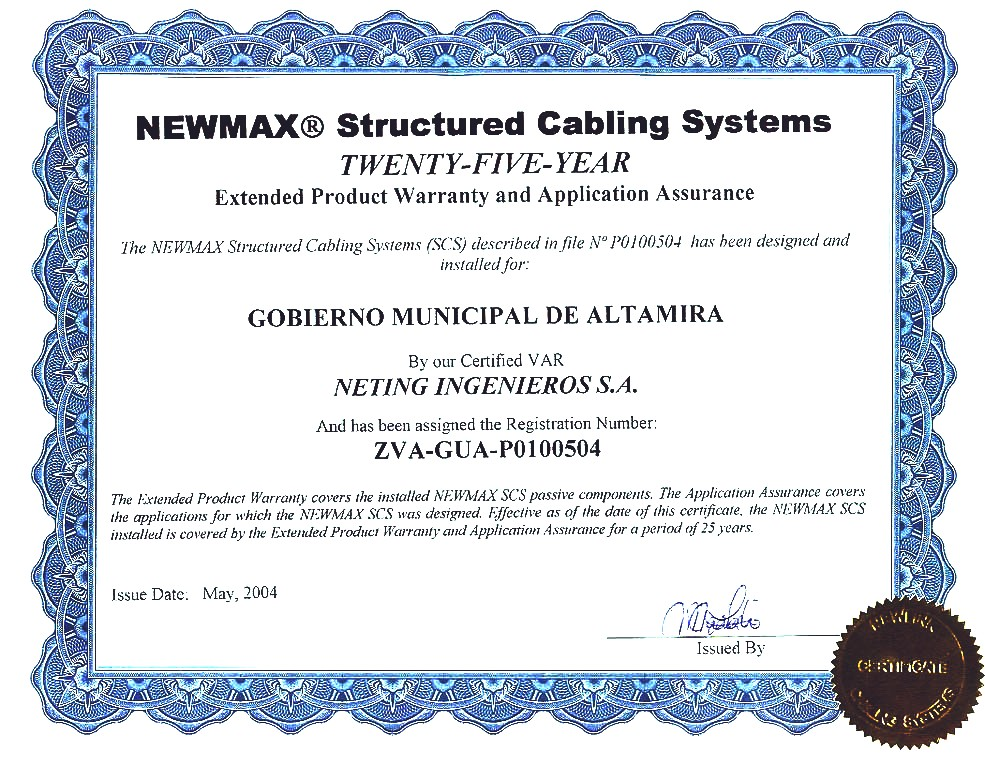 NEWMAX® Structured Cabling Systems
TWENTY-FIVE-YEAR
Extended Product Warranty and Application Assurance
The NEWMAX Structured Cabling Systems (SCS) described in file Nº P0100504 has been designed and
installed for:
GOBIERNO MUNICIPAL DE ALTAMIRA
By our Certified VAR
NETING INGENIEROS S.A.
And has been assigned the Registration Number:
ZVA-GUA-P0100504
The Extended Product Warranty covers the installed NEWMAX SCS passive components. The Application Assurance covers
the applications for which the NEWMAX SCS was designed. Effective as of the date of this certificate, the NEWMAX SCS
installed is covered by the Extended Product Warranty and Application Assurance for a period of 25 years.
Issue Date: May, 2004
Issued By
NEWLINK
CERTIFICATE
SYSTEMS